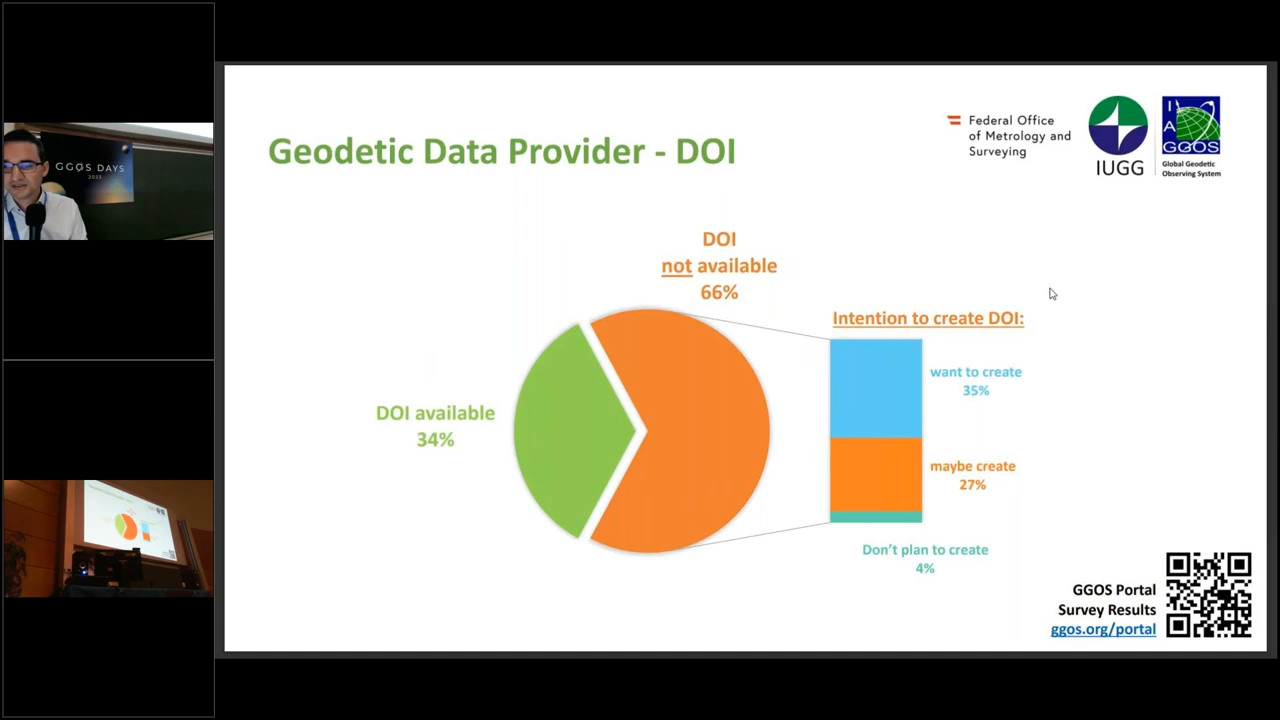 GGOS DAYS
2023
Geodetic Data Provider - DOI
Federal Office
of Metrology and
Surveying
IUGG
I
A
GGOS
Global Geodetic
Observing System
DOI
not available
66%
Intention to create DOI:
want to create
35%
DOI available
34%
maybe create
27%
Don't plan to create
4%
GGOS Portal
Survey Results
ggos.org/portal